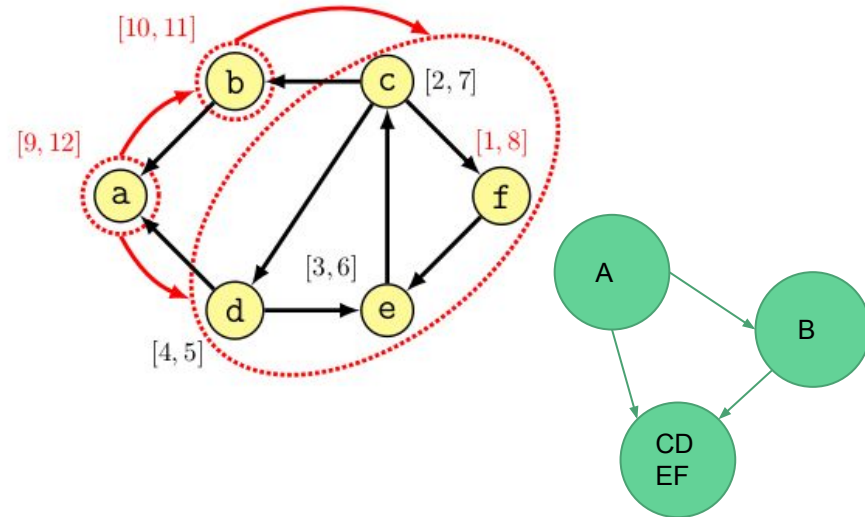 [10, 11]
b
c
[2, 7]
[9, 12]
[1, 8]
a
f
[3, 6]
d
e
[4, 5]
A
B
CD
EF